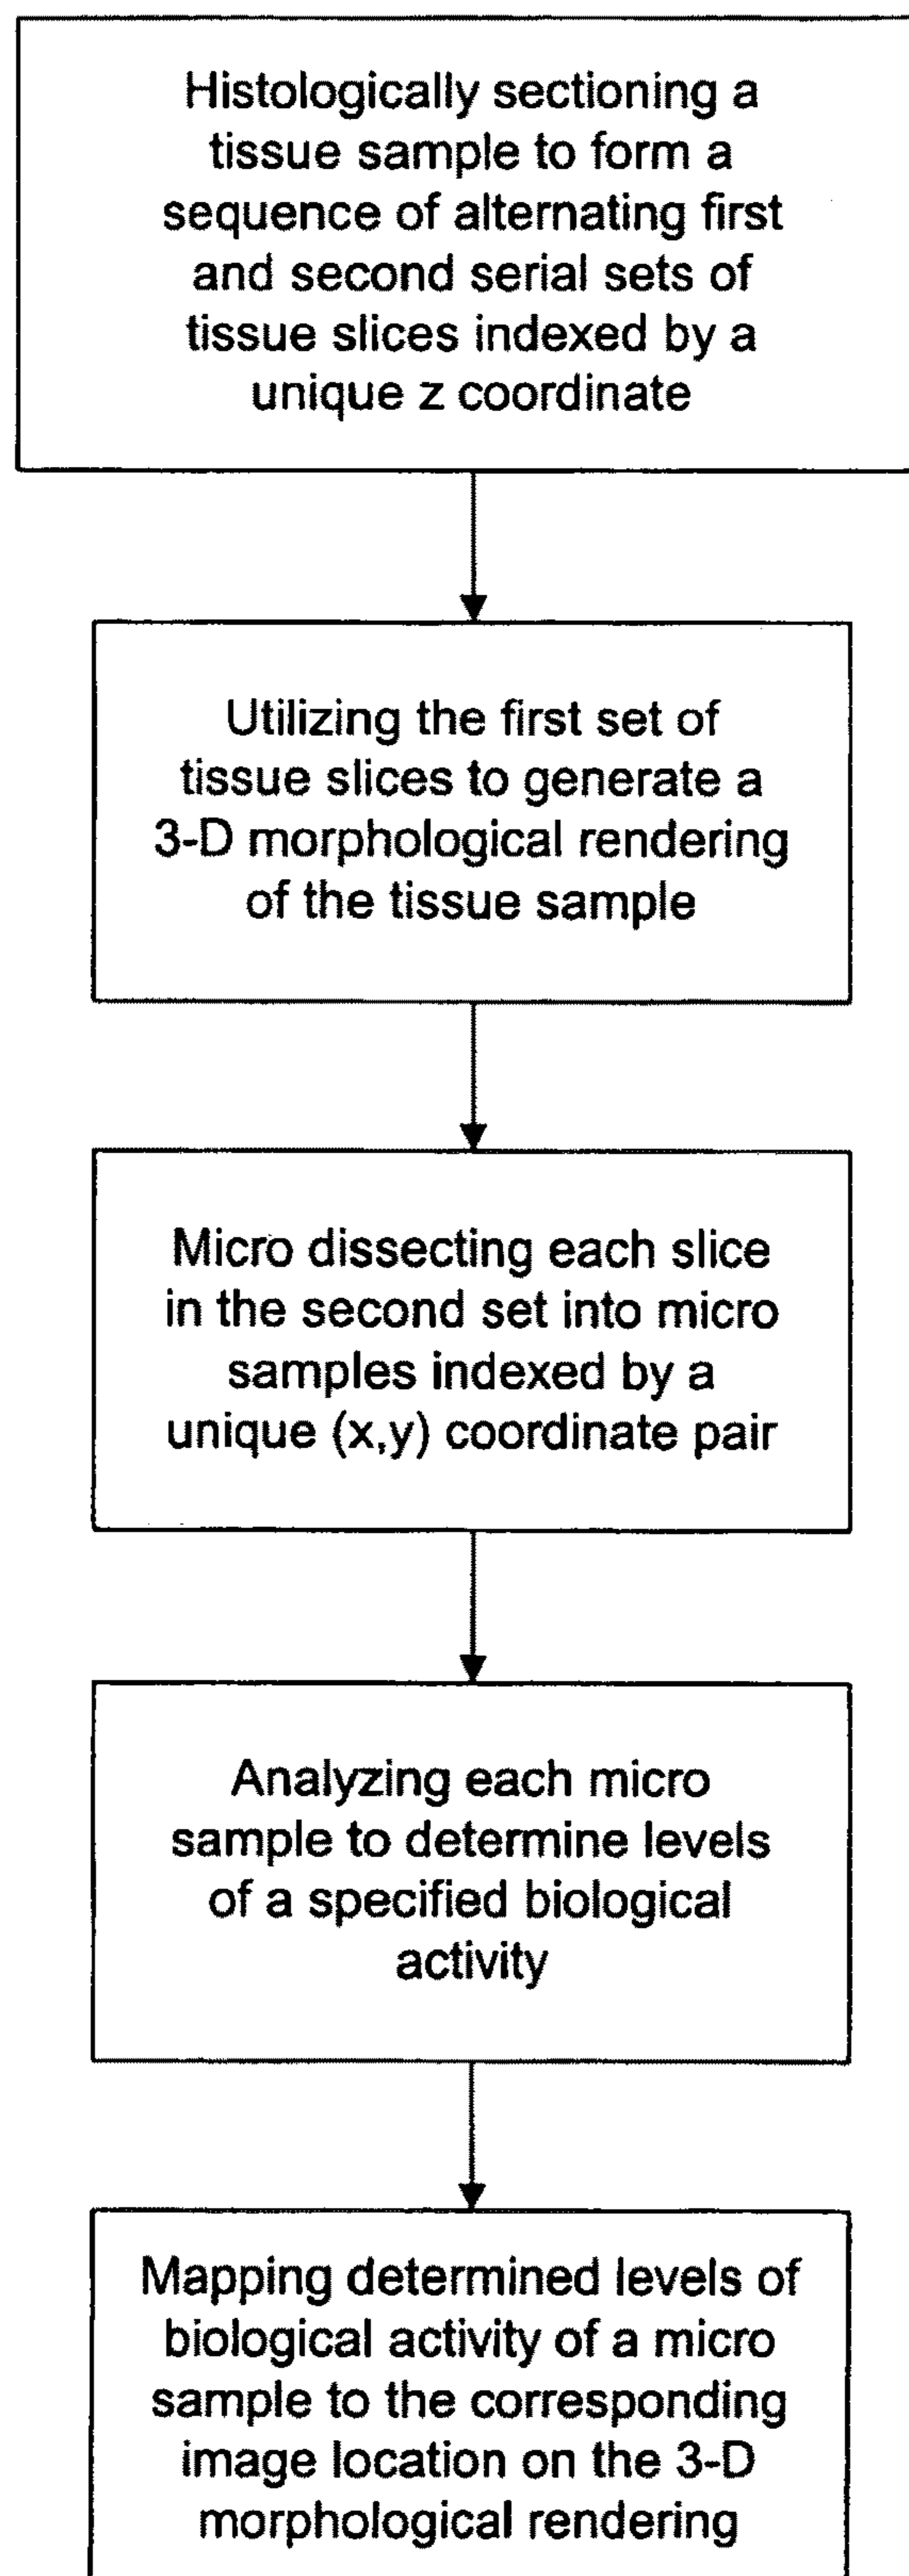 Histologically sectioning a
tissue sample to form a
sequence of alternating first
and second serial sets of
tissue slices indexed by a
unique z coordinate
Utilizing the first set of
tissue slices to generate a
3-D morphological rendering
of the tissue sample
Micro dissecting each slice
in the second set into micro
samples indexed by a
unique (x,y) coordinate pair
Analyzing each micro
sample to determine levels
of a specified biological
activity
Mapping determined levels of
biological activity of a micro
sample to the corresponding
image location on the 3-D
morphological rendering